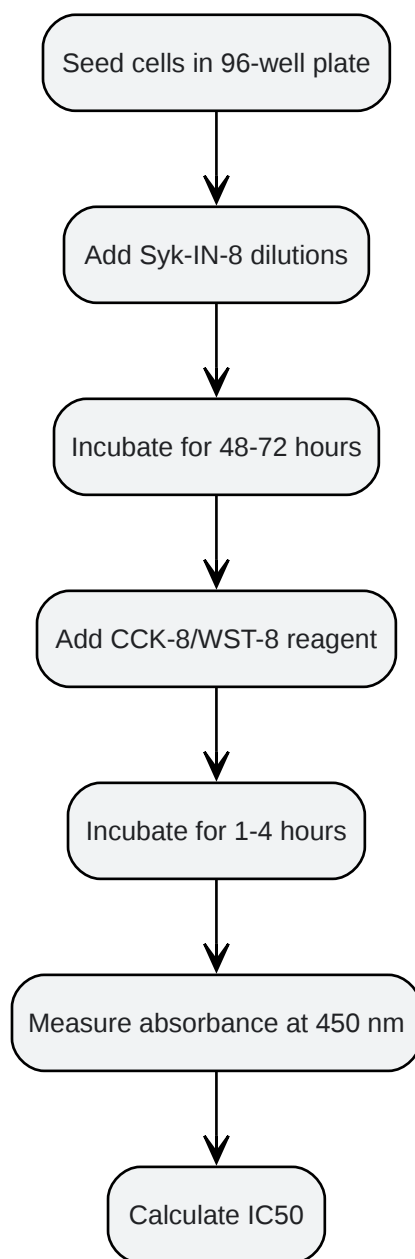 Seed cells in 96-well plate
Add Syk-IN-8 dilutions
Incubate for 48-72 hours
Add CCK-8/WST-8 reagent
Incubate for 1-4 hours
Measure absorbance at 450 nm
Calculate IC50